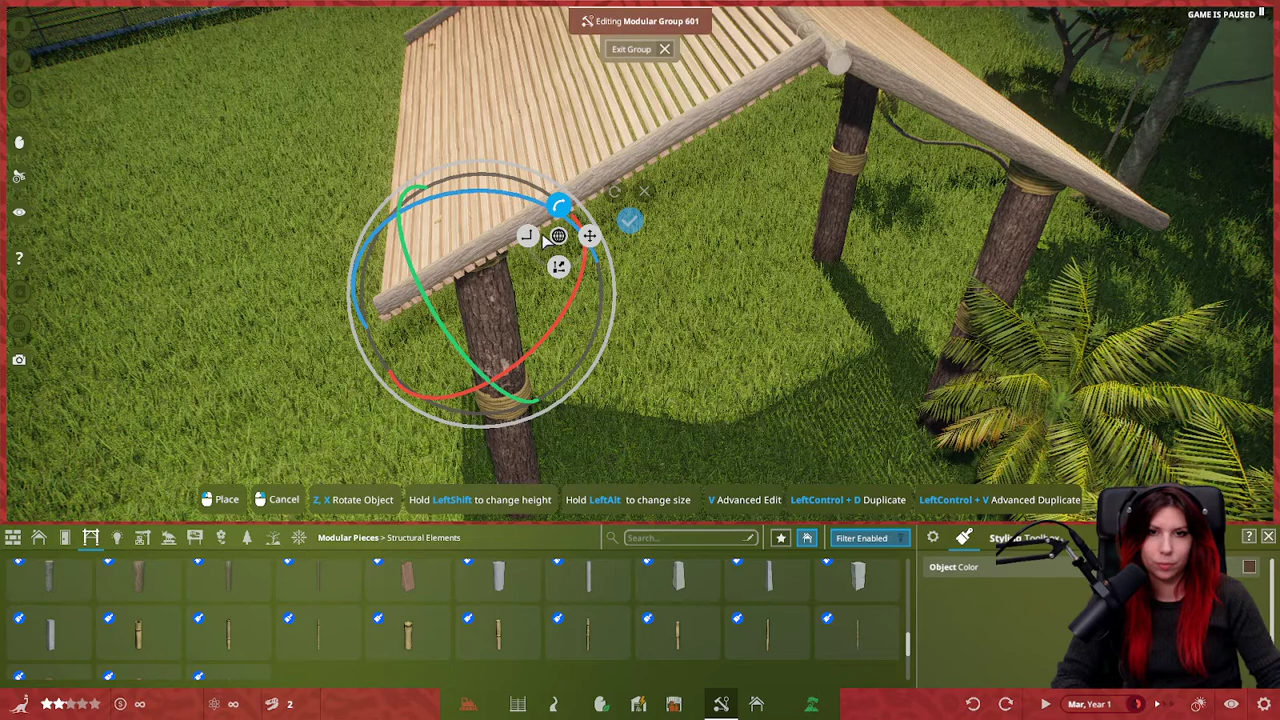 GAME IS PAUSED
Editing Modular Group 601
Exit Group
?
Place
Cancel
Z, X Rotate Object
Hold LeftShift to change height
Hold LeftAlt to change size
V Advanced Edit
LeftControl + D Duplicate
LeftControl + V Advanced Duplicate
Modular Pieces > Structural Elements
Search...
Filter Enabled
?
Object Color
2
Mar, Year 1